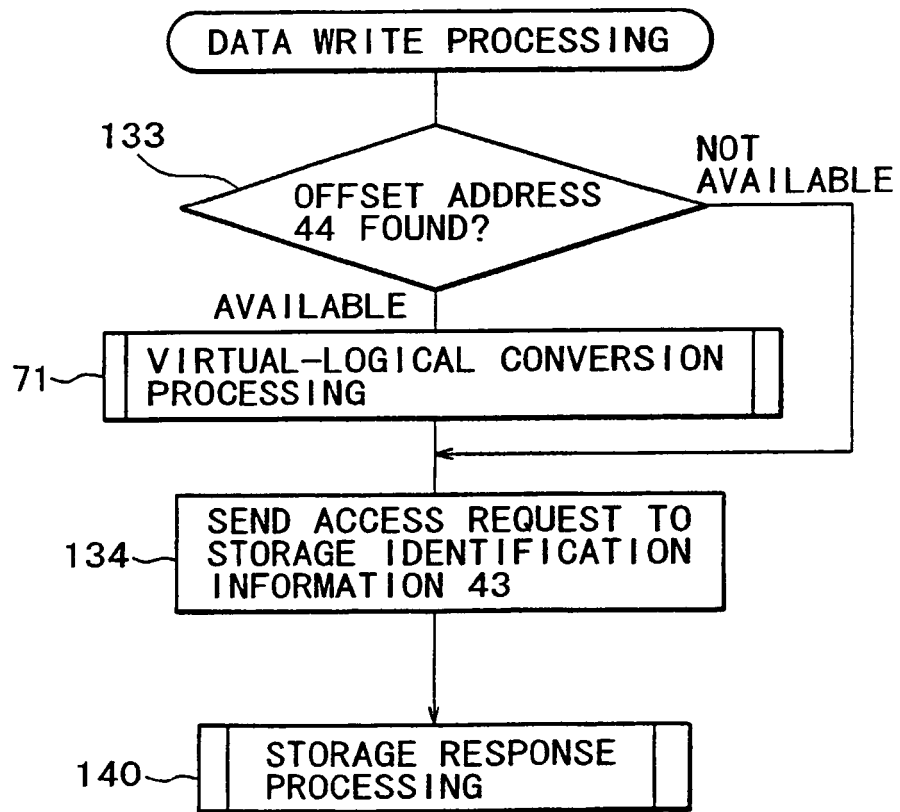 DATA WRITE PROCESSING
133
OFFSET ADDRESS
44 FOUND?
NOT
AVAILABLE
AVAILABLE
71
VIRTUAL-LOGICAL CONVERSION
PROCESSING
134
SEND ACCESS REQUEST TO
STORAGE IDENTIFICATION
INFORMATION 43
140
STORAGE RESPONSE
PROCESSING